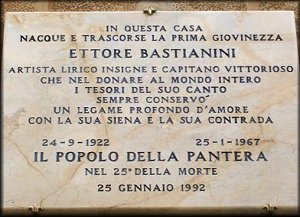 IN QUESTA CASA
NACQUE E TRASCORSE LA PRIMA GIOVINEZZA
ETTORE BASTIANINI
ARTISTA LIRICO INSIGNE E CAPITANO VITTORIOSO
CHE NEL DONARE AL MONDO INTERO
I TESORI DEL SUO CANTO
SEMPRE CONSERVO'
UN LEGAME PROFONDO D'AMORE
CON LA SUA SIENA E LA SUA CONTRADA
24-9-1922 25-1-1967
IL POPOLO DELLA PANTERA
NEL 25° DELLA MORTE
25 GENNAIO 1992